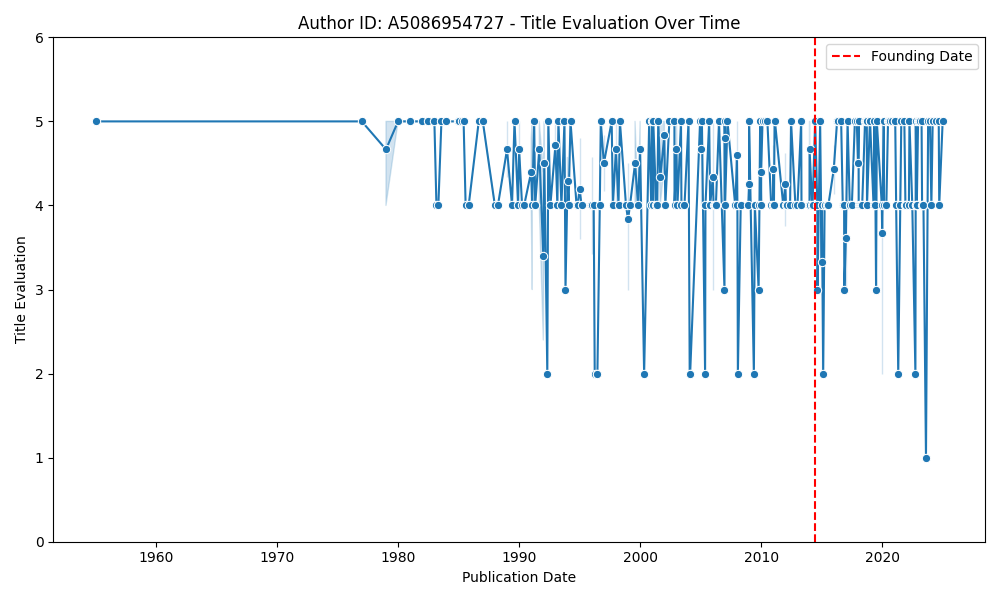 Author ID: A5086954727 - Title Evaluation Over Time
Founding Date
Title Evaluation
6
5
4
3
2
1
0
1960 1970 1980 1990 2000 2010 2020
Publication Date